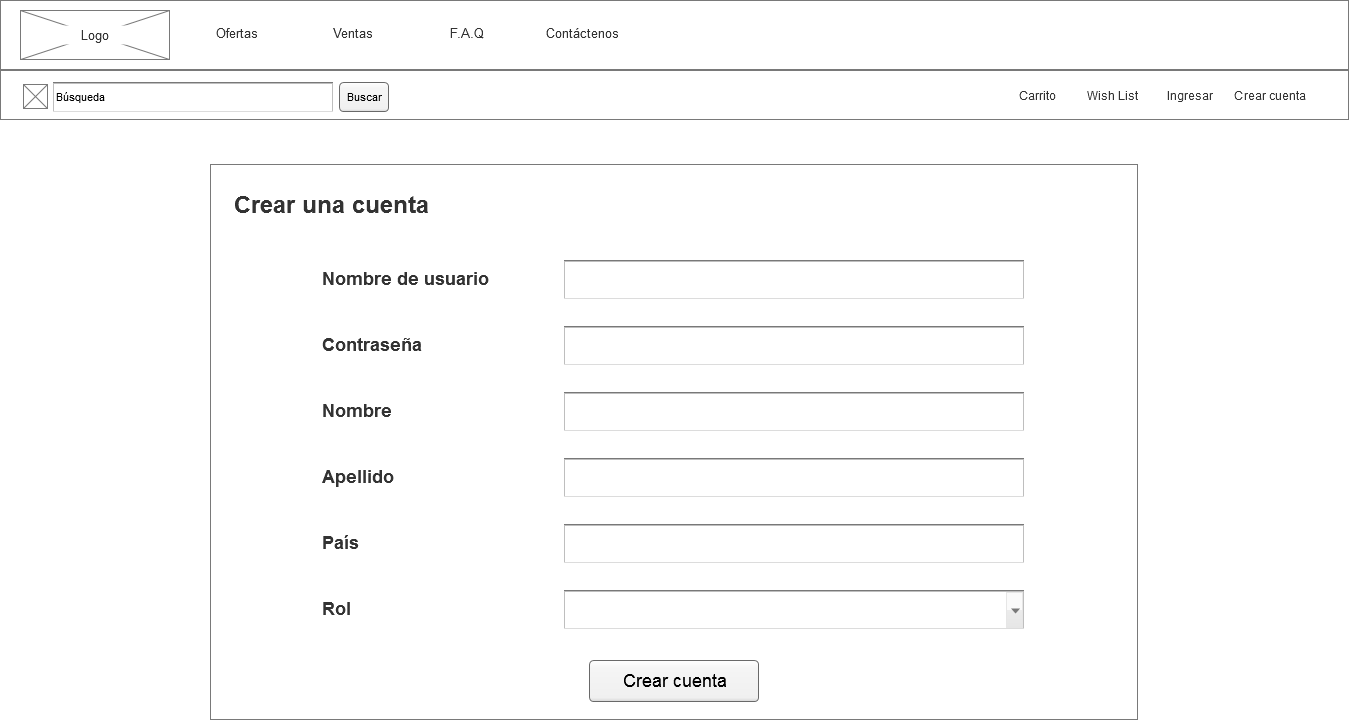 Logo
Ofertas
Ventas
F.A.Q
Contáctenos
Búsqueda
Buscar
Carrito
Wish List
Ingresar
Crear cuenta
Crear una cuenta
Nombre de usuario
Contraseña
Nombre
Apellido
País
Rol
Crear cuenta